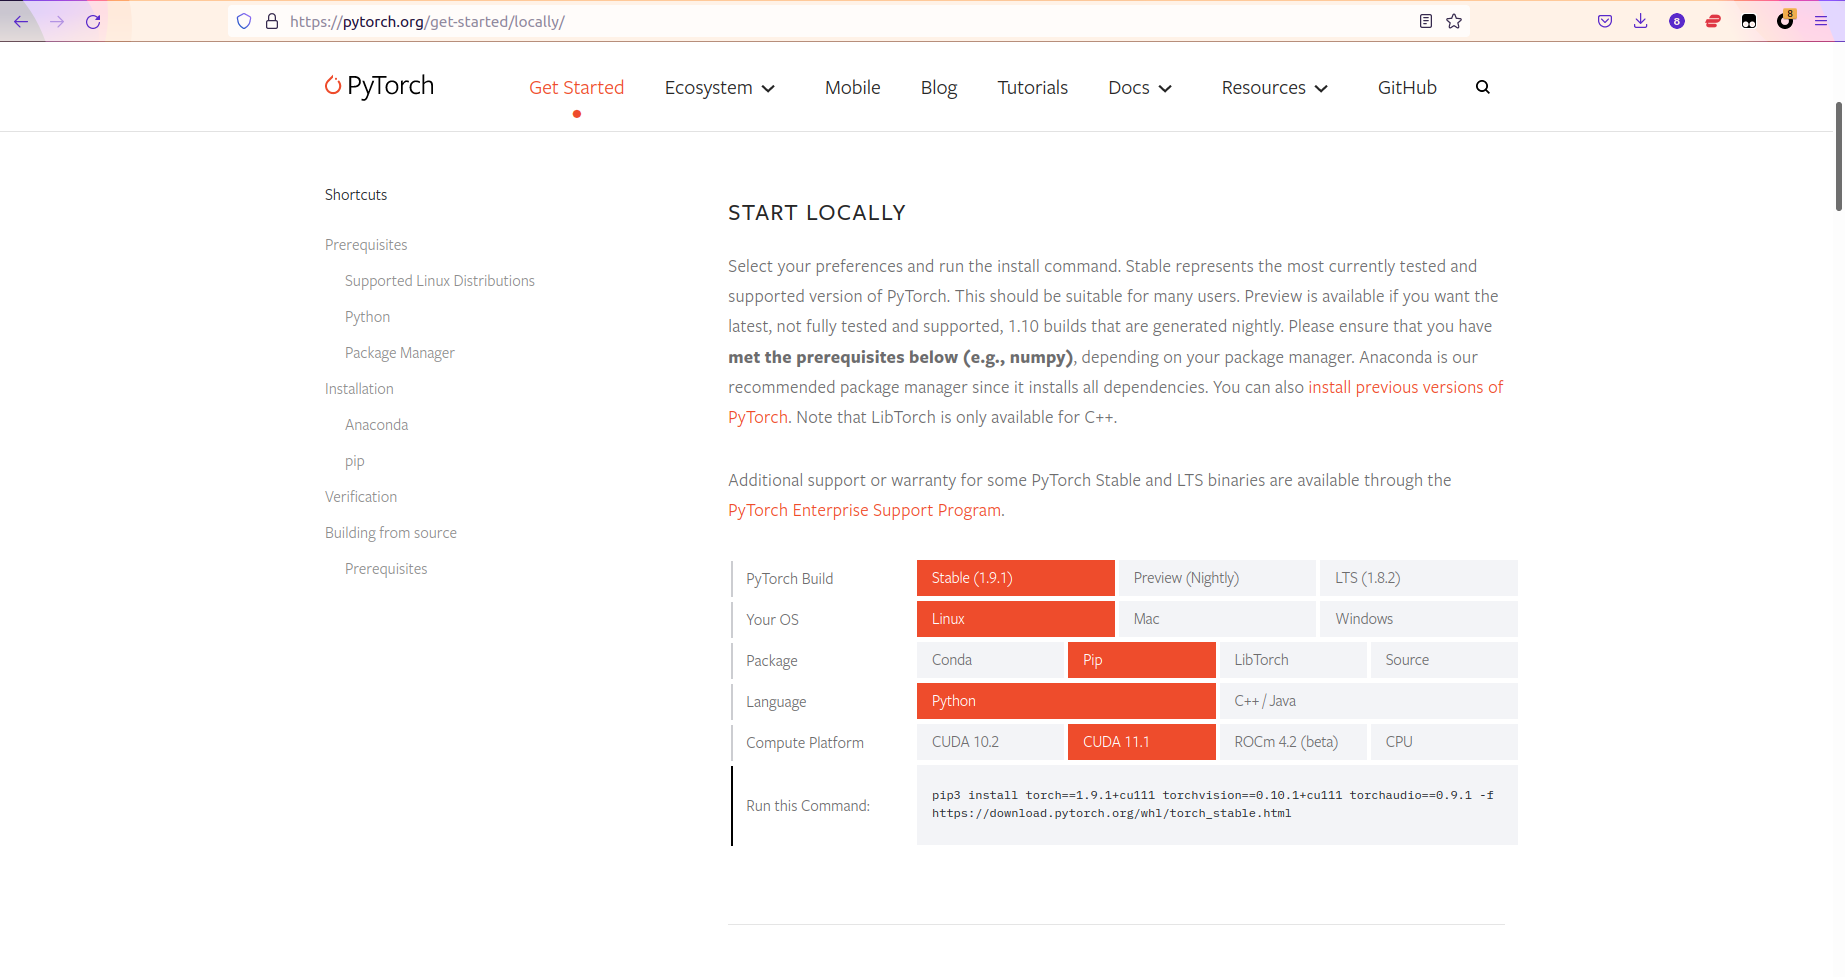 https://pytorch.org/get-started/locally/
8
8
PyTorch
Get Started
Ecosystem
Mobile
Blog
Tutorials
Docs
Resources
GitHub
Shortcuts
Prerequisites
Supported Linux Distributions
Python
Package Manager
Installation
Anaconda
pip
Verification
Building from source
Prerequisites
START LOCALLY
Select your preferences and run the install command. Stable represents the most currently tested and
supported version of PyTorch. This should be suitable for many users. Preview is available if you want the
latest, not fully tested and supported, 1.10 builds that are generated nightly. Please ensure that you have
met the prerequisites below (e.g., numpy), depending on your package manager. Anaconda is our
recommended package manager since it installs all dependencies. You can also install previous versions of
PyTorch. Note that LibTorch is only available for C++.
Additional support or warranty for some PyTorch Stable and LTS binaries are available through the
PyTorch Enterprise Support Program.
PyTorch Build Stable (1.9.1) Preview (Nightly) LTS (1.8.2)
Your OS Linux Mac Windows
Package Conda Pip LibTorch Source
Language Python C++ / Java
Compute Platform CUDA 10.2 CUDA 11.1 ROCm 4.2 (beta) CPU
Run this Command:
pip3 install torch==1.9.1+cu111 torchvision==0.10.1+cu111 torchaudio==0.9.1 -f
https://download.pytorch.org/whl/torch_stable.html